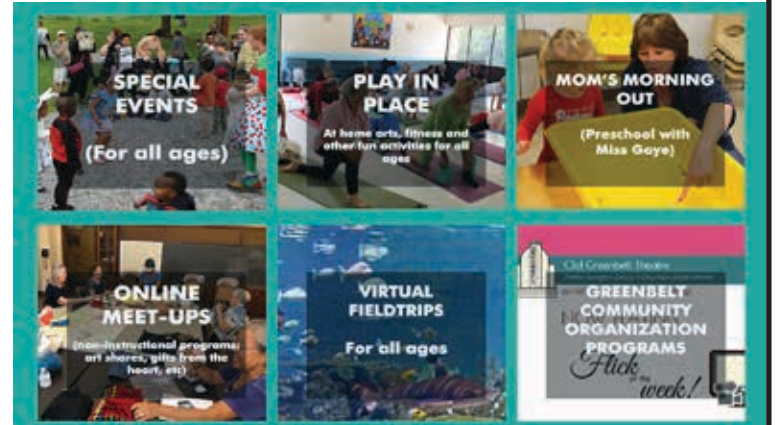 SPECIAL
EVENTS
(For all ages)
PLAY IN
PLACE
At home arts, fitness and
other fun activities for all
ages
MOM'S MORNING
OUT
(Preschool with
Miss Gaye)
ONLINE
MEET-UPS
(non-instructional programs:
art shares, gifts from the
heart, etc)
VIRTUAL
FIELDTRIPS
For all ages
Old Greenbelt Theatre
GREENBELT
COMMUNITY
ORGANIZATION
PROGRAMS
Flick
of the
week!